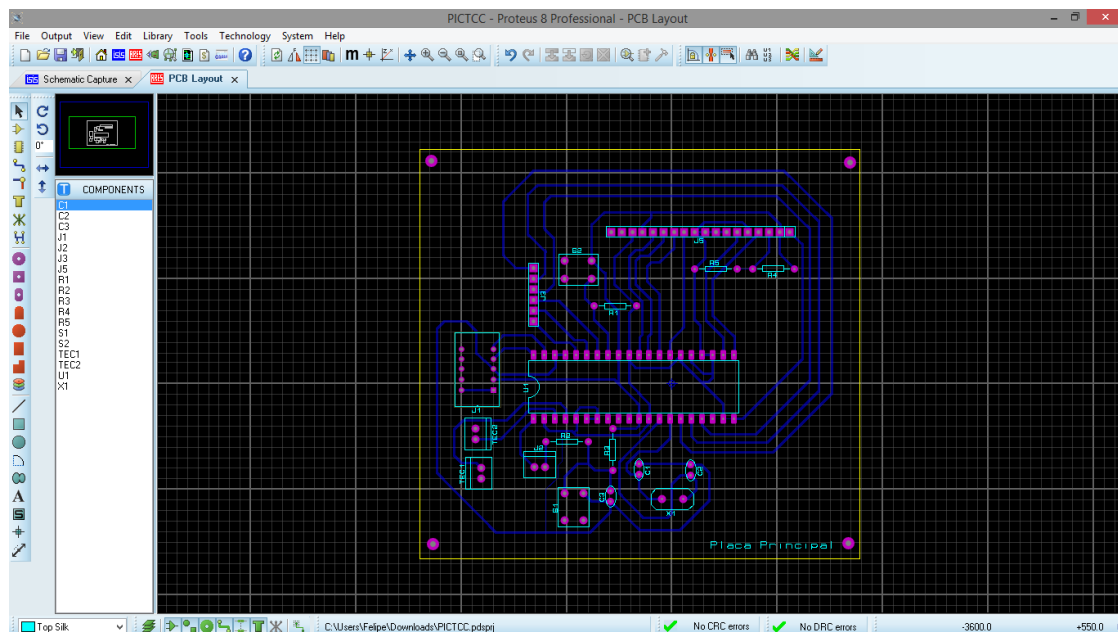 PICTCC - Proteus 8 Professional - PCB Layout
File Output View Edit Library Tools Technology System Help
Schematic Capture
PCB Layout
0°
COMPONENTS
C1
C2
C3
J1
J2
J3
J5
R1
R2
R3
R4
R5
S1
S2
TEC1
TEC2
U1
X1
J5
S2
R5
R4
J3
R1
U1
J1
TEC2
R2
J2
R3
TEC1
C1
C2
C3
S1
X1
Placa Principal
Top Silk
C:\Users\Felipe\Downloads\PICTCC.pdsprj
No CRC errors
No DRC errors
-3600.0
+550.0